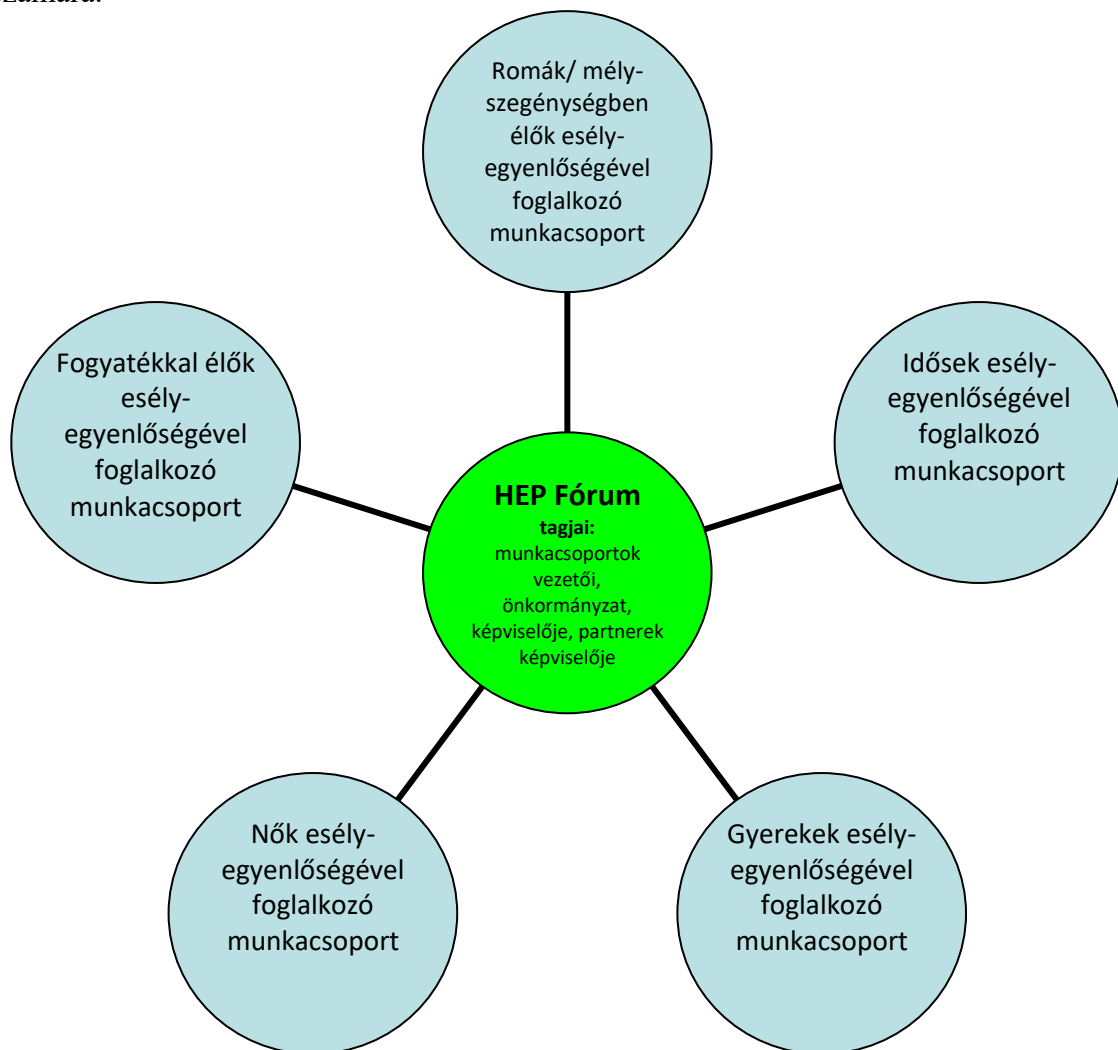 számára.
Romák/ mély-
szegénységben
élők esély-
egyenlőségével
foglalkozó
munkacsoport
Fogyatékkal élők
esély-
egyenlőségével
foglalkozó
munkacsoport
Idősek esély-
egyenlőségével
foglalkozó
munkacsoport
HEP Fórum
tagjai:
munkacsoportok
vezetői,
önkormányzat,
képviselője, partnerek
képviselője
Nők esély-
egyenlőségével
foglalkozó
munkacsoport
Gyerekek esély-
egyenlőségével
foglalkozó
munkacsoport